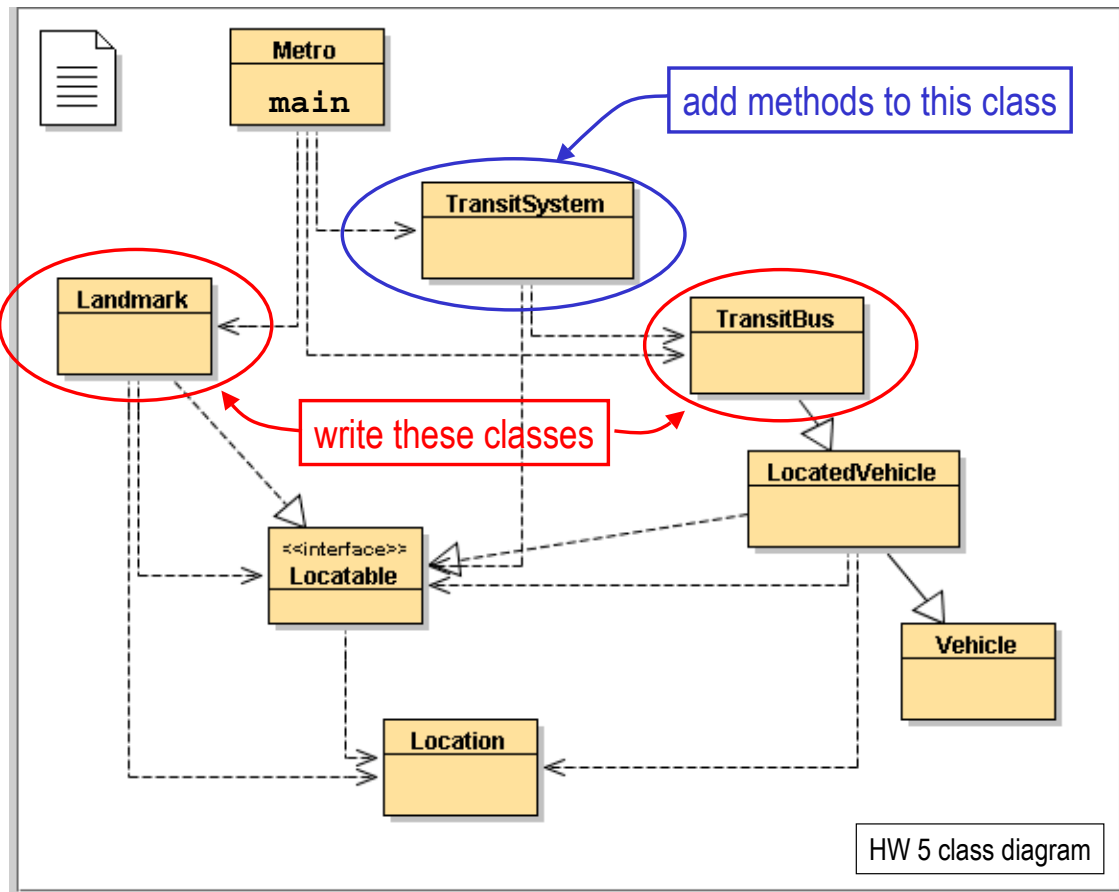 Metro
main
add methods to this class
TransitSystem
Landmark
TransitBus
write these classes
LocatedVehicle
<<interface>>
Locatable
Vehicle
Location
HW 5 class diagram